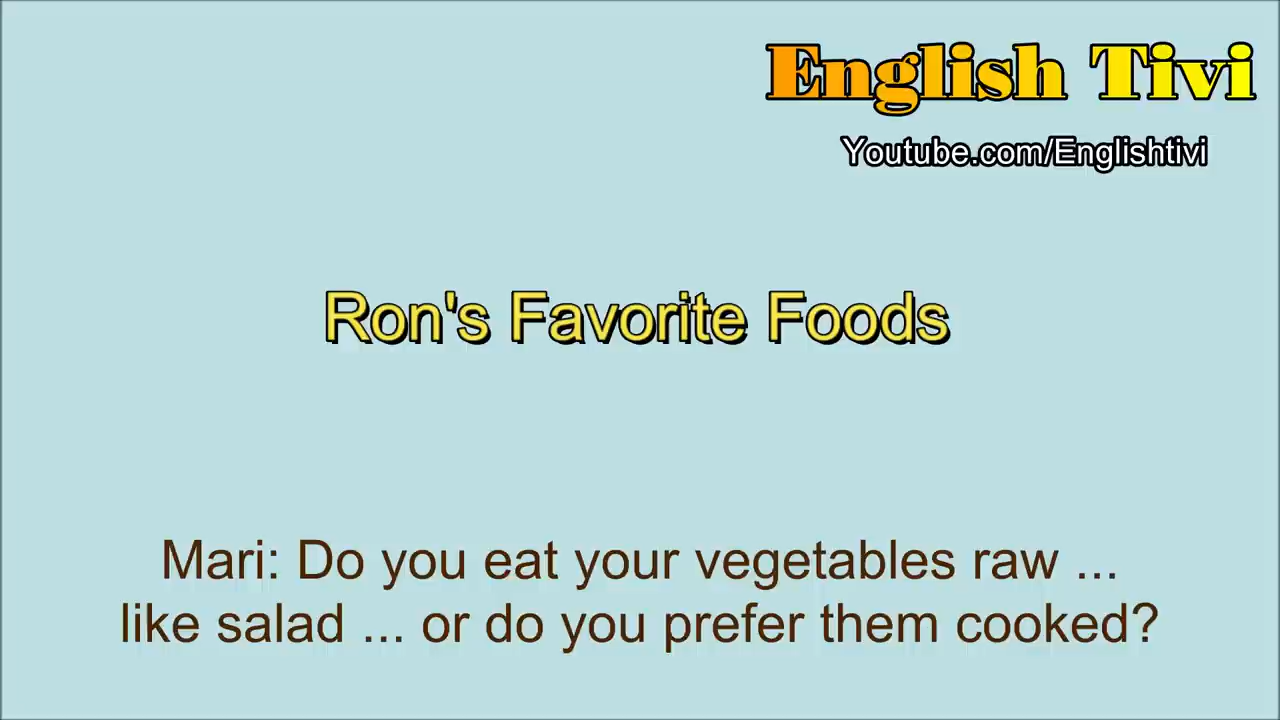 English Tivi
Youtube.com/Englishtivi
Ron's Favorite Foods
Mari: Do you eat your vegetables raw ...
like salad ... or do you prefer them cooked?